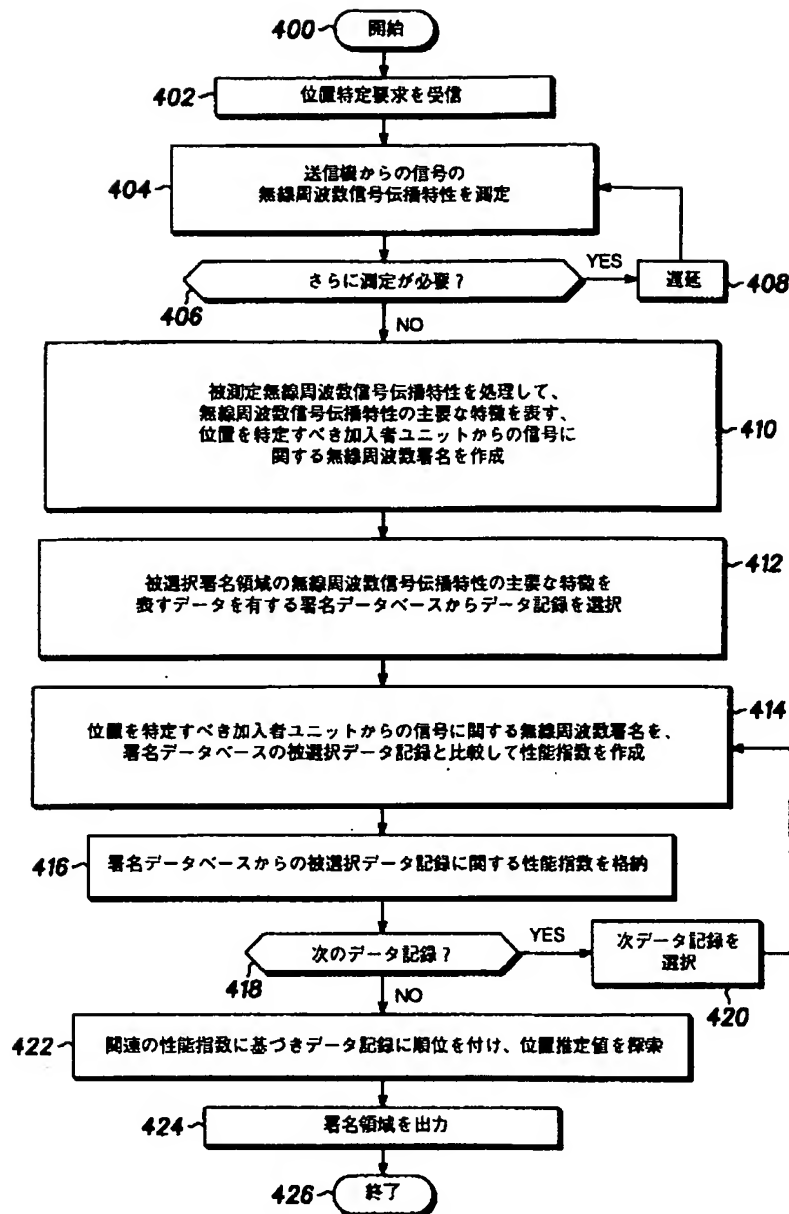 400
開始
402
位置特定要求を受信
404
送信機からの信号の
無線周波数信号伝播特性を測定
406
さらに測定が必要？
YES
遅延
408
NO
被測定無線周波数信号伝播特性を処理して、
無線周波数信号伝播特性の主要な特徴を表す、
位置を特定すべき加入者ユニットからの信号に
関する無線周波数署名を作成
410
被選択署名領域の無線周波数信号伝播特性の主要な特徴を
表すデータを有する署名データベースからデータ記録を選択
412
位置を特定すべき加入者ユニットからの信号に関する無線周波数署名を、
署名データベースの被選択データ記録と比較して性能指数を作成
414
416
署名データベースからの被選択データ記録に関する性能指数を格納
418
次のデータ記録？
YES
次データ記録を
選択
420
NO
422
関速の性能指数に基づきデータ記録に順位を付け、位置推定値を探索
424
署名領域を出力
426
終了